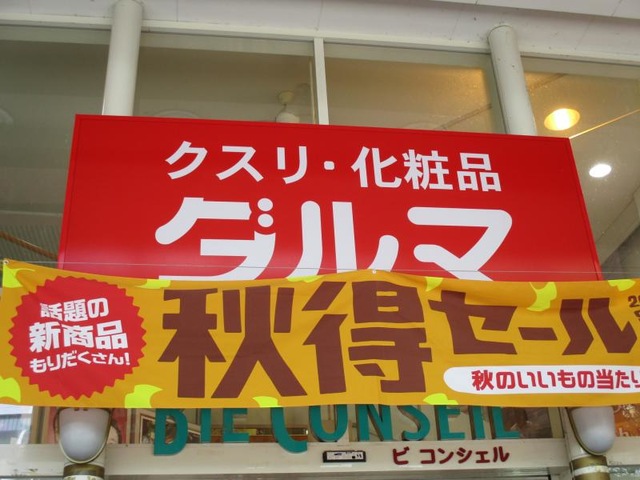 クスリ・化粧品
ダルマ
話題の
新商品
もりだくさん!
秋得セール
秋のいいもの当たり
BIE CONSEIL
ビ コンシェル